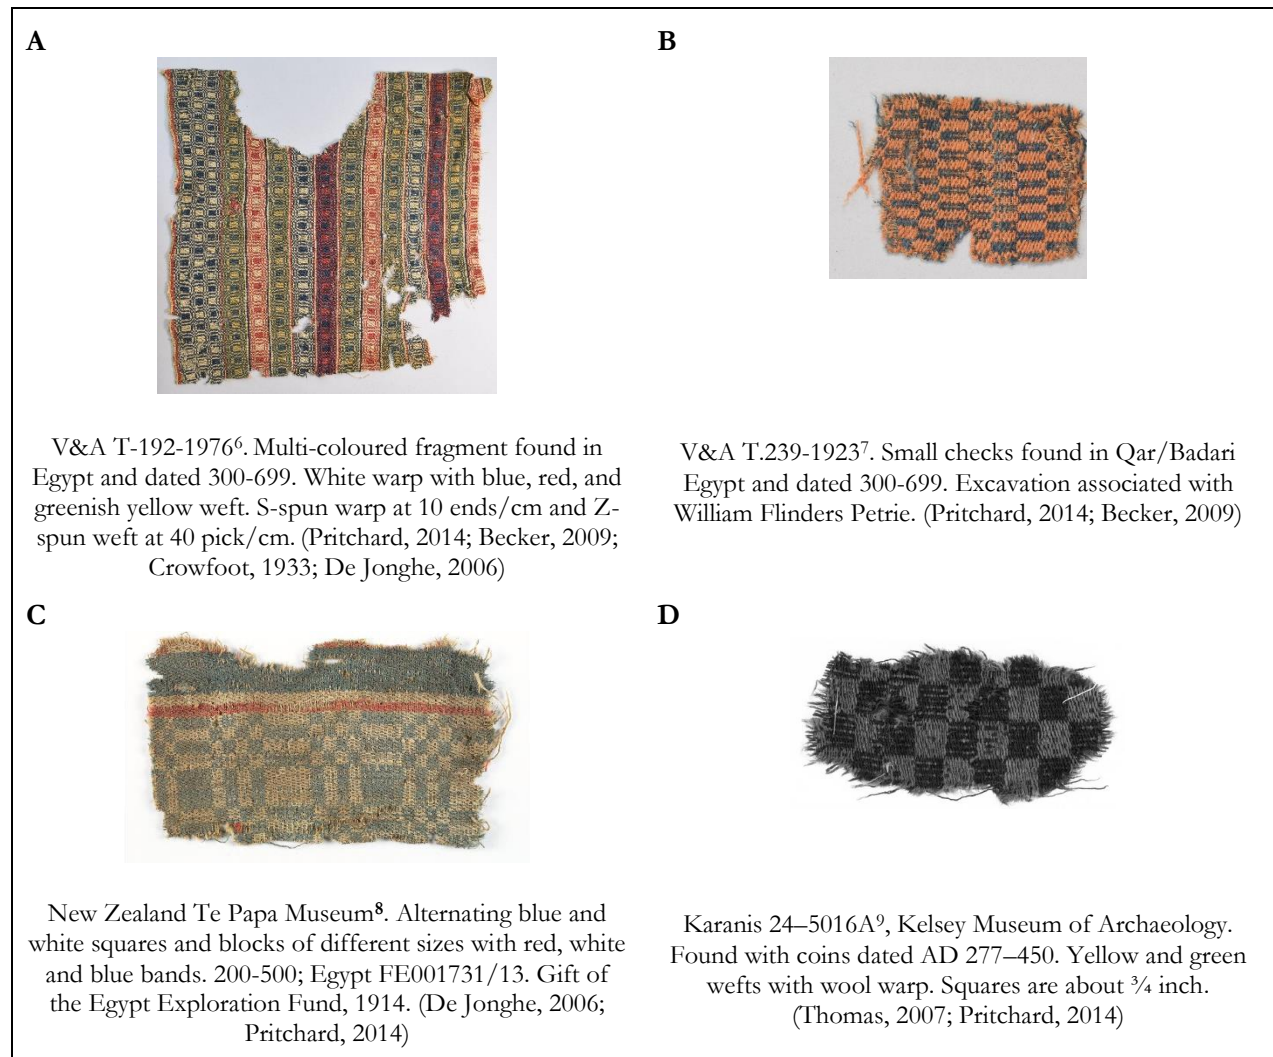 A
B
V&A T-192-1976⁶. Multi-coloured fragment found in
Egypt and dated 300-699. White warp with blue, red, and
greenish yellow weft. S-spun warp at 10 ends/cm and Z-
spun weft at 40 pick/cm. (Pritchard, 2014; Becker, 2009;
Crowfoot, 1933; De Jonghe, 2006)
V&A T.239-1923⁷. Small checks found in Qar/Badari
Egypt and dated 300-699. Excavation associated with
William Flinders Petrie. (Pritchard, 2014; Becker, 2009)
C
D
New Zealand Te Papa Museum⁸. Alternating blue and
white squares and blocks of different sizes with red, white
and blue bands. 200-500; Egypt FE001731/13. Gift of
the Egypt Exploration Fund, 1914. (De Jonghe, 2006;
Pritchard, 2014)
Karanis 24–5016A⁹, Kelsey Museum of Archaeology.
Found with coins dated AD 277–450. Yellow and green
wefts with wool warp. Squares are about ¾ inch.
(Thomas, 2007; Pritchard, 2014)